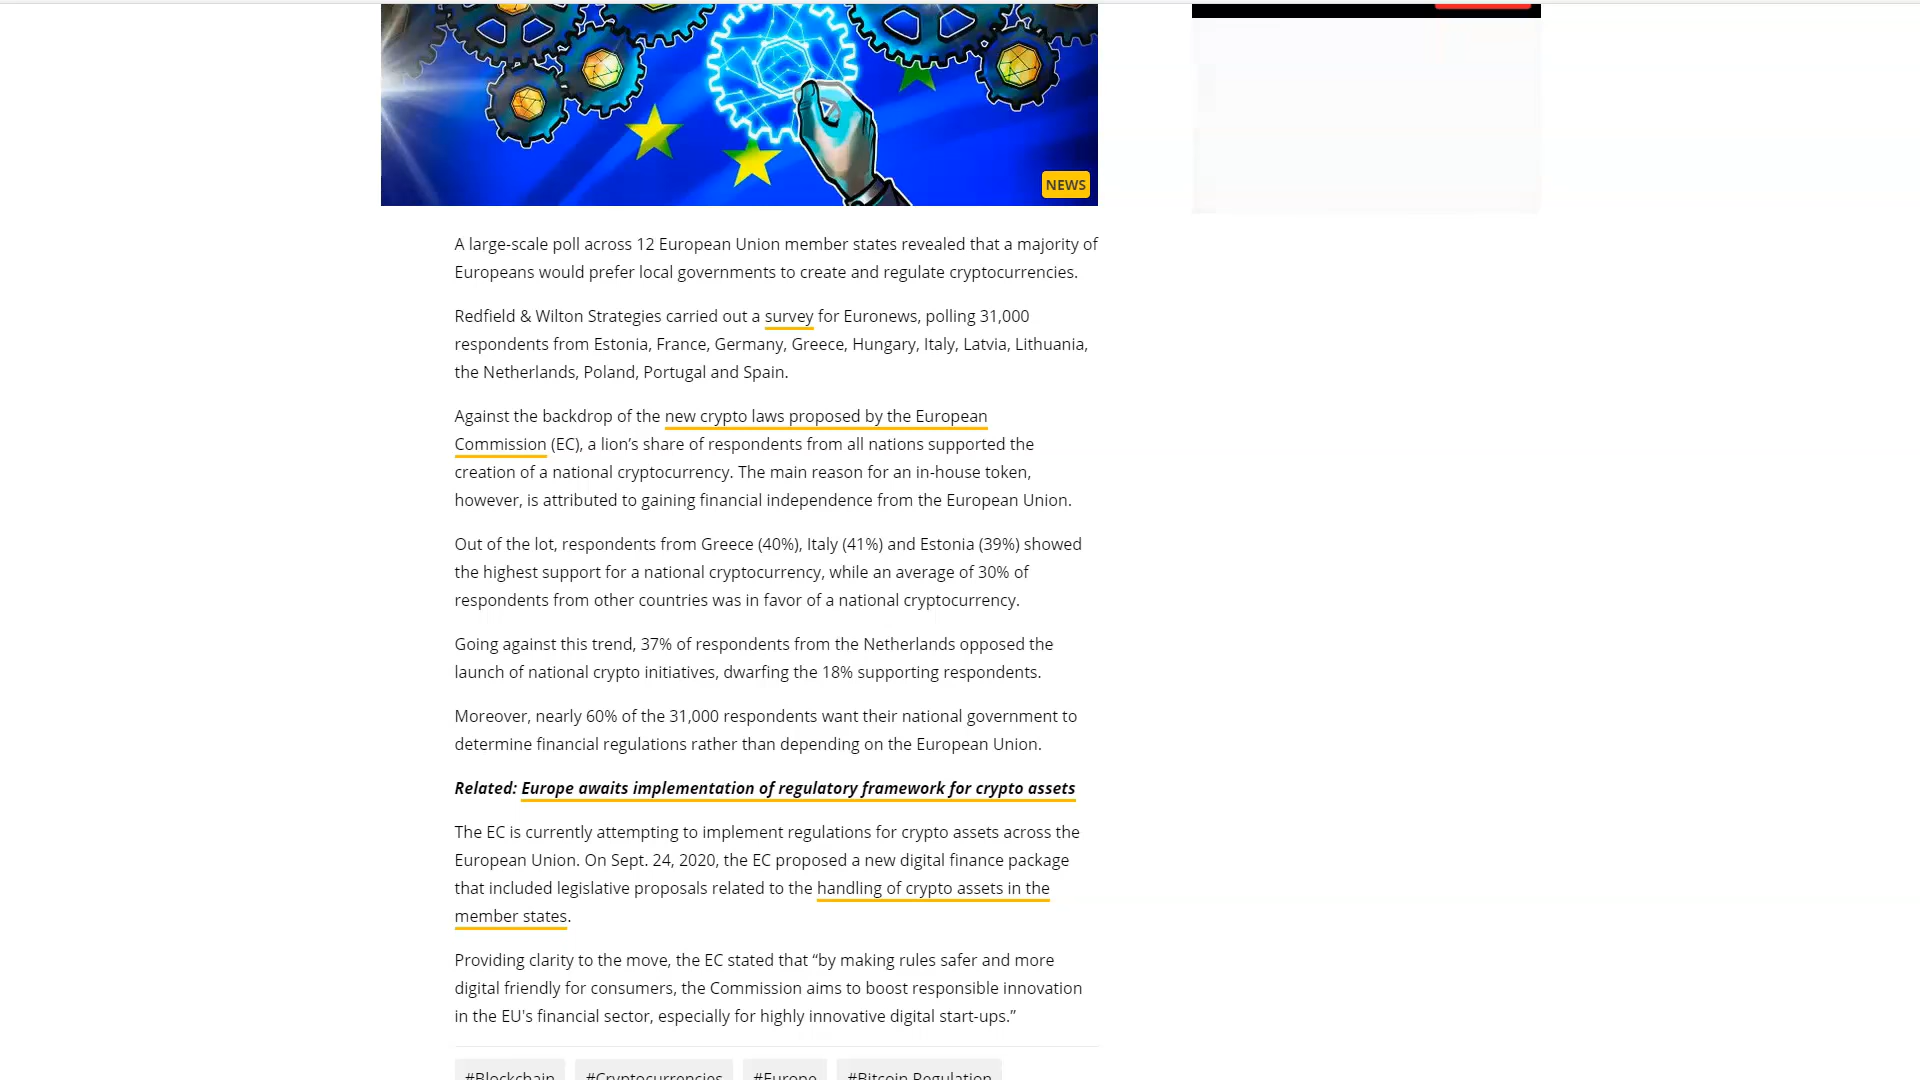 NEWS
A large-scale poll across 12 European Union member states revealed that a majority of
Europeans would prefer local governments to create and regulate cryptocurrencies.
Redfield & Wilton Strategies carried out a survey for Euronews, polling 31,000
respondents from Estonia, France, Germany, Greece, Hungary, Italy, Latvia, Lithuania,
the Netherlands, Poland, Portugal and Spain.
Against the backdrop of the new crypto laws proposed by the European
Commission (EC), a lion’s share of respondents from all nations supported the
creation of a national cryptocurrency. The main reason for an in-house token,
however, is attributed to gaining financial independence from the European Union.
Out of the lot, respondents from Greece (40%), Italy (41%) and Estonia (39%) showed
the highest support for a national cryptocurrency, while an average of 30% of
respondents from other countries was in favor of a national cryptocurrency.
Going against this trend, 37% of respondents from the Netherlands opposed the
launch of national crypto initiatives, dwarfing the 18% supporting respondents.
Moreover, nearly 60% of the 31,000 respondents want their national government to
determine financial regulations rather than depending on the European Union.
Related: Europe awaits implementation of regulatory framework for crypto assets
The EC is currently attempting to implement regulations for crypto assets across the
European Union. On Sept. 24, 2020, the EC proposed a new digital finance package
that included legislative proposals related to the handling of crypto assets in the
member states.
Providing clarity to the move, the EC stated that “by making rules safer and more
digital friendly for consumers, the Commission aims to boost responsible innovation
in the EU's financial sector, especially for highly innovative digital start-ups.”
#Blockchain #Cryptocurrencies #Europe #Bitcoin Regulation